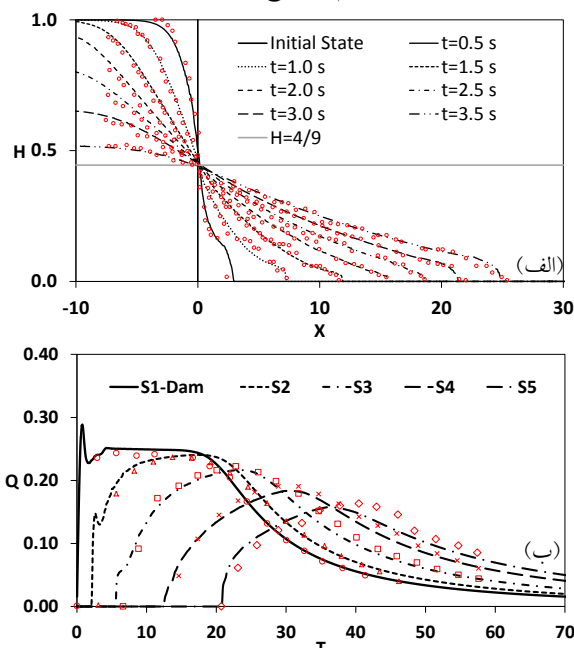 1.0
0.5
0.0
H
-10
0
10
20
30
X
Initial State
t=0.5 s
t=1.0 s
t=1.5 s
t=2.0 s
t=2.5 s
t=3.0 s
t=3.5 s
H=4/9
(الف)
0.40
0.30
0.20
0.10
0.00
Q
S1-Dam
S2
S3
S4
S5
(ب)
0
10
20
30
40
50
60
70